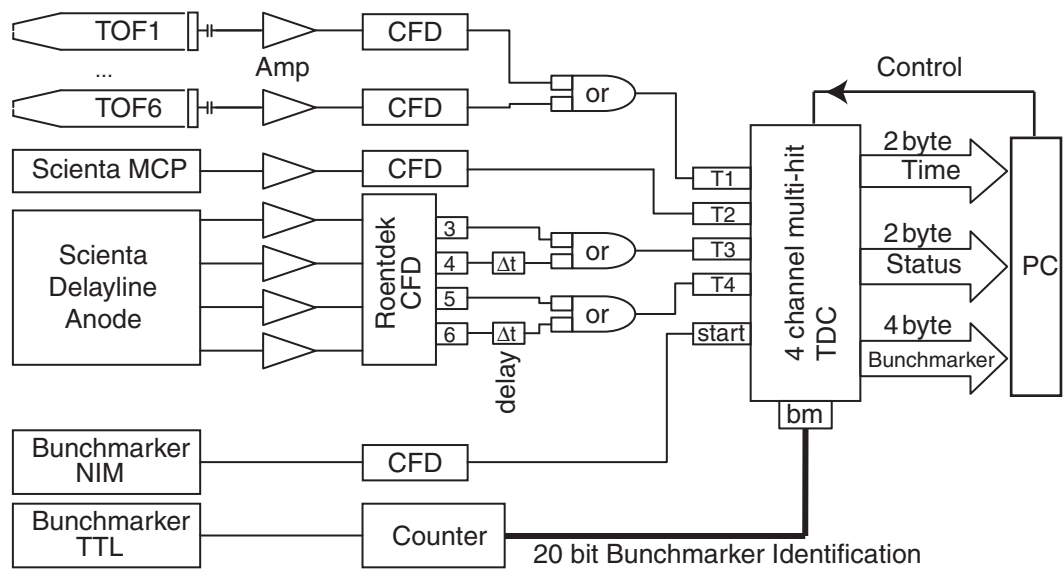 TOF1
...
TOF6
Amp
CFD
CFD
or
Scienta MCP
CFD
Scienta
Delayline
Anode
Roentdek
CFD
3
4
5
6
Δt
Δt
delay
or
or
T1
T2
T3
T4
start
4 channel multi-hit
TDC
bm
Control
2 byte
Time
2 byte
Status
4 byte
Bunchmarker
PC
Bunchmarker
NIM
CFD
Bunchmarker
TTL
Counter
20 bit Bunchmarker Identification